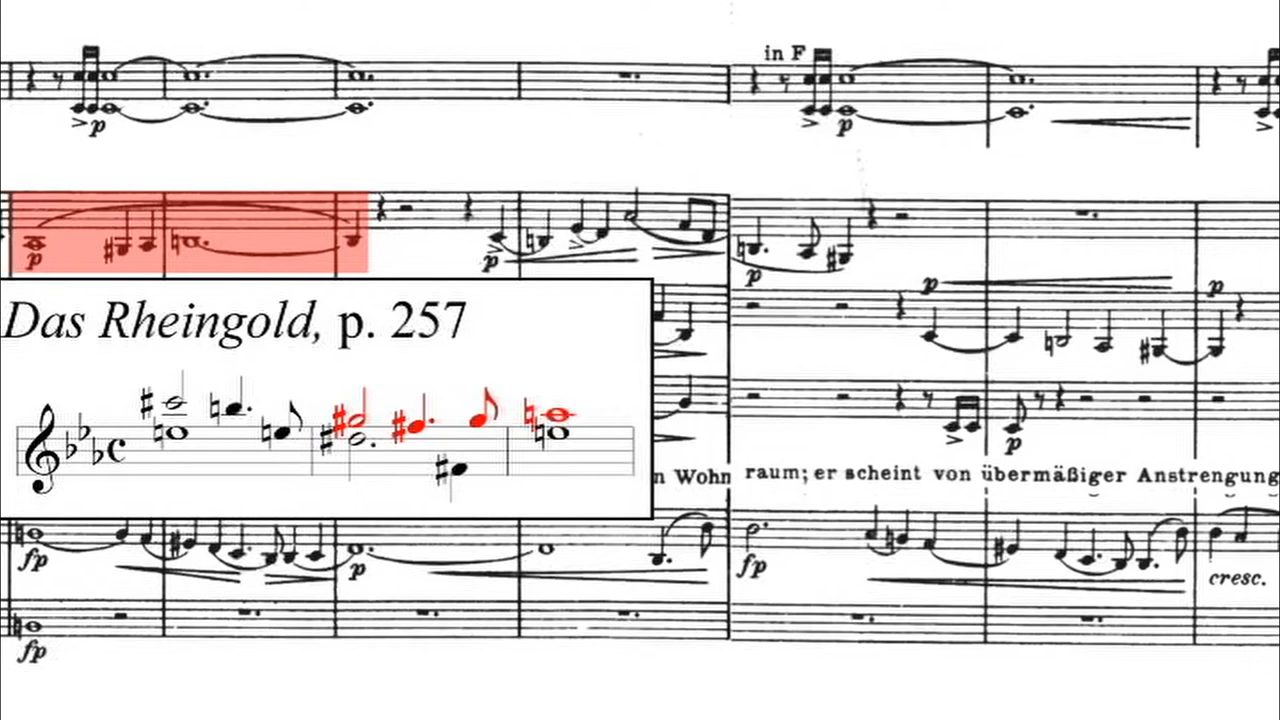 in F
p
p
p
p
p
p
p
Das Rheingold, p. 257
p
n Wohn raum; er scheint von übermäßiger Anstrengung
fp
p
fp
cresc.
fp